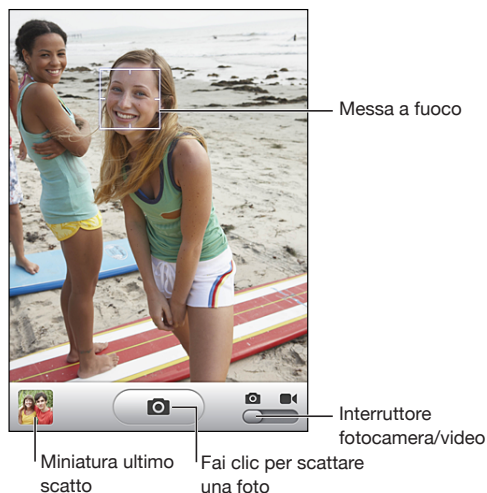 Messa a fuoco
Interruttore
fotocamera/video
Miniatura ultimo
scatto
Fai clic per scattare
una foto